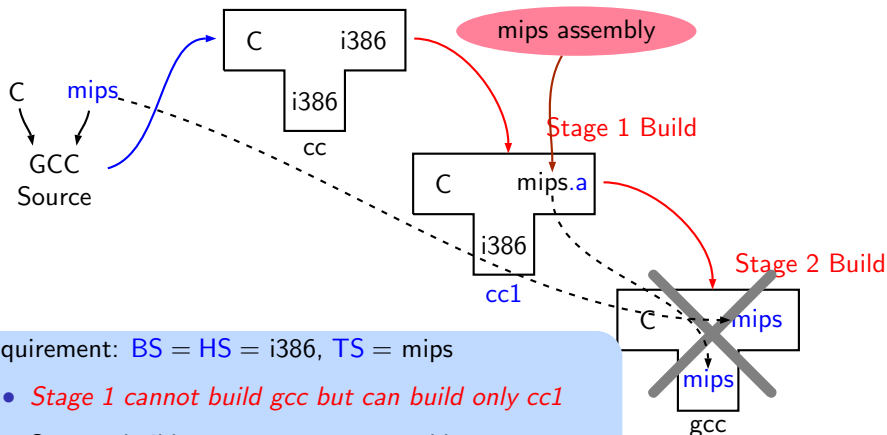 C i386
i386
cc
mips assembly
C mips
GCC
Source
Stage 1 Build
C mips.a
i386
cc1
Stage 2 Build
C mips
mips
gcc
quirement: BS = HS = i386, TS = mips
• Stage 1 cannot build gcc but can build only cc1